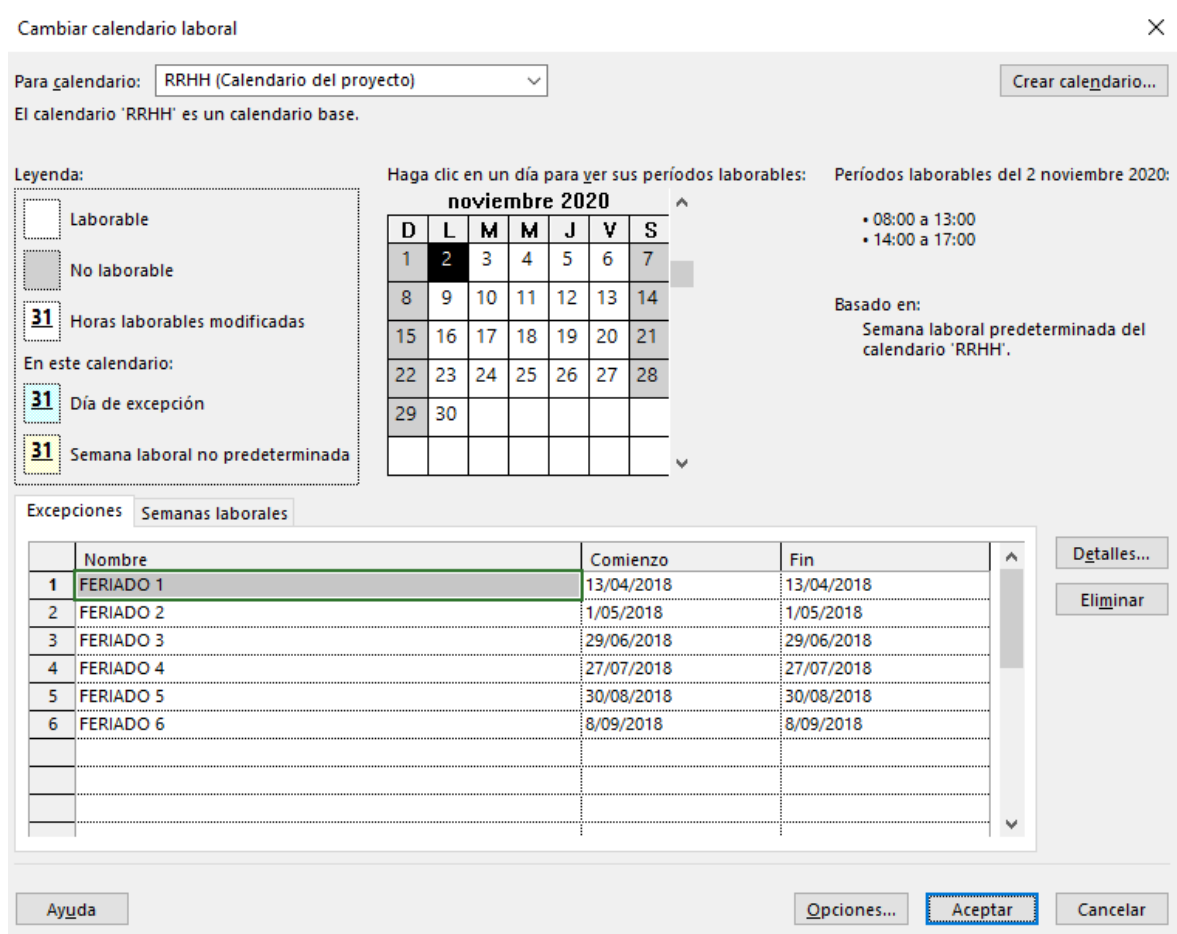 Cambiar calendario laboral
Para calendario: RRHH (Calendario del proyecto) Crear calendario...
El calendario 'RRHH' es un calendario base.
Leyenda:
Laborable
No laborable
31 Horas laborables modificadas
En este calendario:
31 Día de excepción
31 Semana laboral no predeterminada
Haga clic en un día para ver sus períodos laborables:
noviembre 2020
D L M M J V S
1 2 3 4 5 6 7
8 9 10 11 12 13 14
15 16 17 18 19 20 21
22 23 24 25 26 27 28
29 30
Períodos laborables del 2 noviembre 2020:
• 08:00 a 13:00
• 14:00 a 17:00
Basado en:
Semana laboral predeterminada del
calendario 'RRHH'.
Excepciones Semanas laborales
Nombre Comienzo Fin
1 FERIADO 1 13/04/2018 13/04/2018
2 FERIADO 2 1/05/2018 1/05/2018
3 FERIADO 3 29/06/2018 29/06/2018
4 FERIADO 4 27/07/2018 27/07/2018
5 FERIADO 5 30/08/2018 30/08/2018
6 FERIADO 6 8/09/2018 8/09/2018
Detalles...
Eliminar
Ayuda Opciones... Aceptar Cancelar